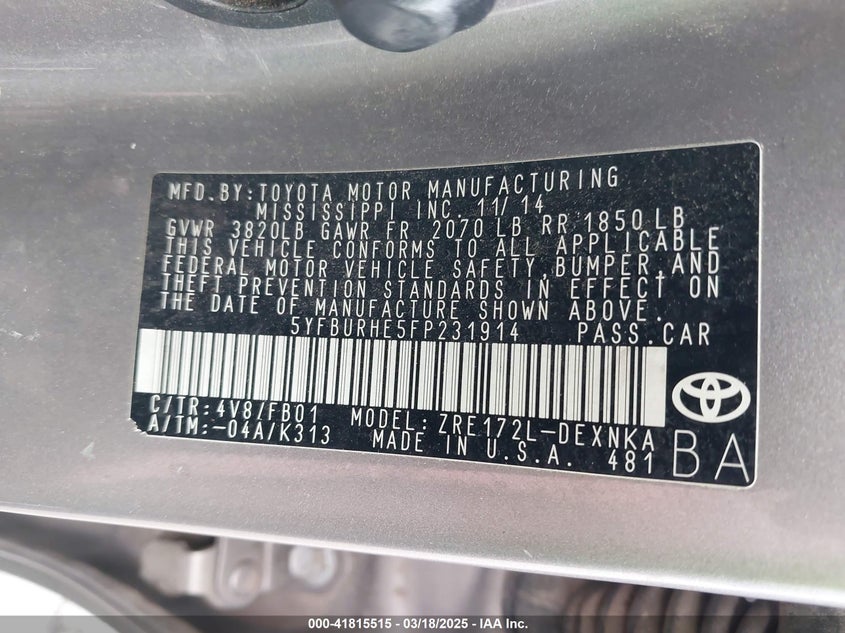 MFD. BY: TOYOTA MOTOR MANUFACTURING
MISSISSIPPI INC. 11/14
GVWR 3820LB GAWR FR 2070 LB RR 1850 LB
THIS VEHICLE CONFORMS TO ALL APPLICABLE
FEDERAL MOTOR VEHICLE SAFETY, BUMPER, AND
THEFT PREVENTION STANDARDS IN EFFECT ON
THE DATE OF MANUFACTURE SHOWN ABOVE.
5YFBURHE5FP231914 PASS. CAR
C/TR: 4V8/FB01 MODEL: ZRE172L-DEXNKA
A/TM: -04A/K313 MADE IN U.S.A. 481
BA
000-41815515 - 03/18/2025 - IAA Inc.